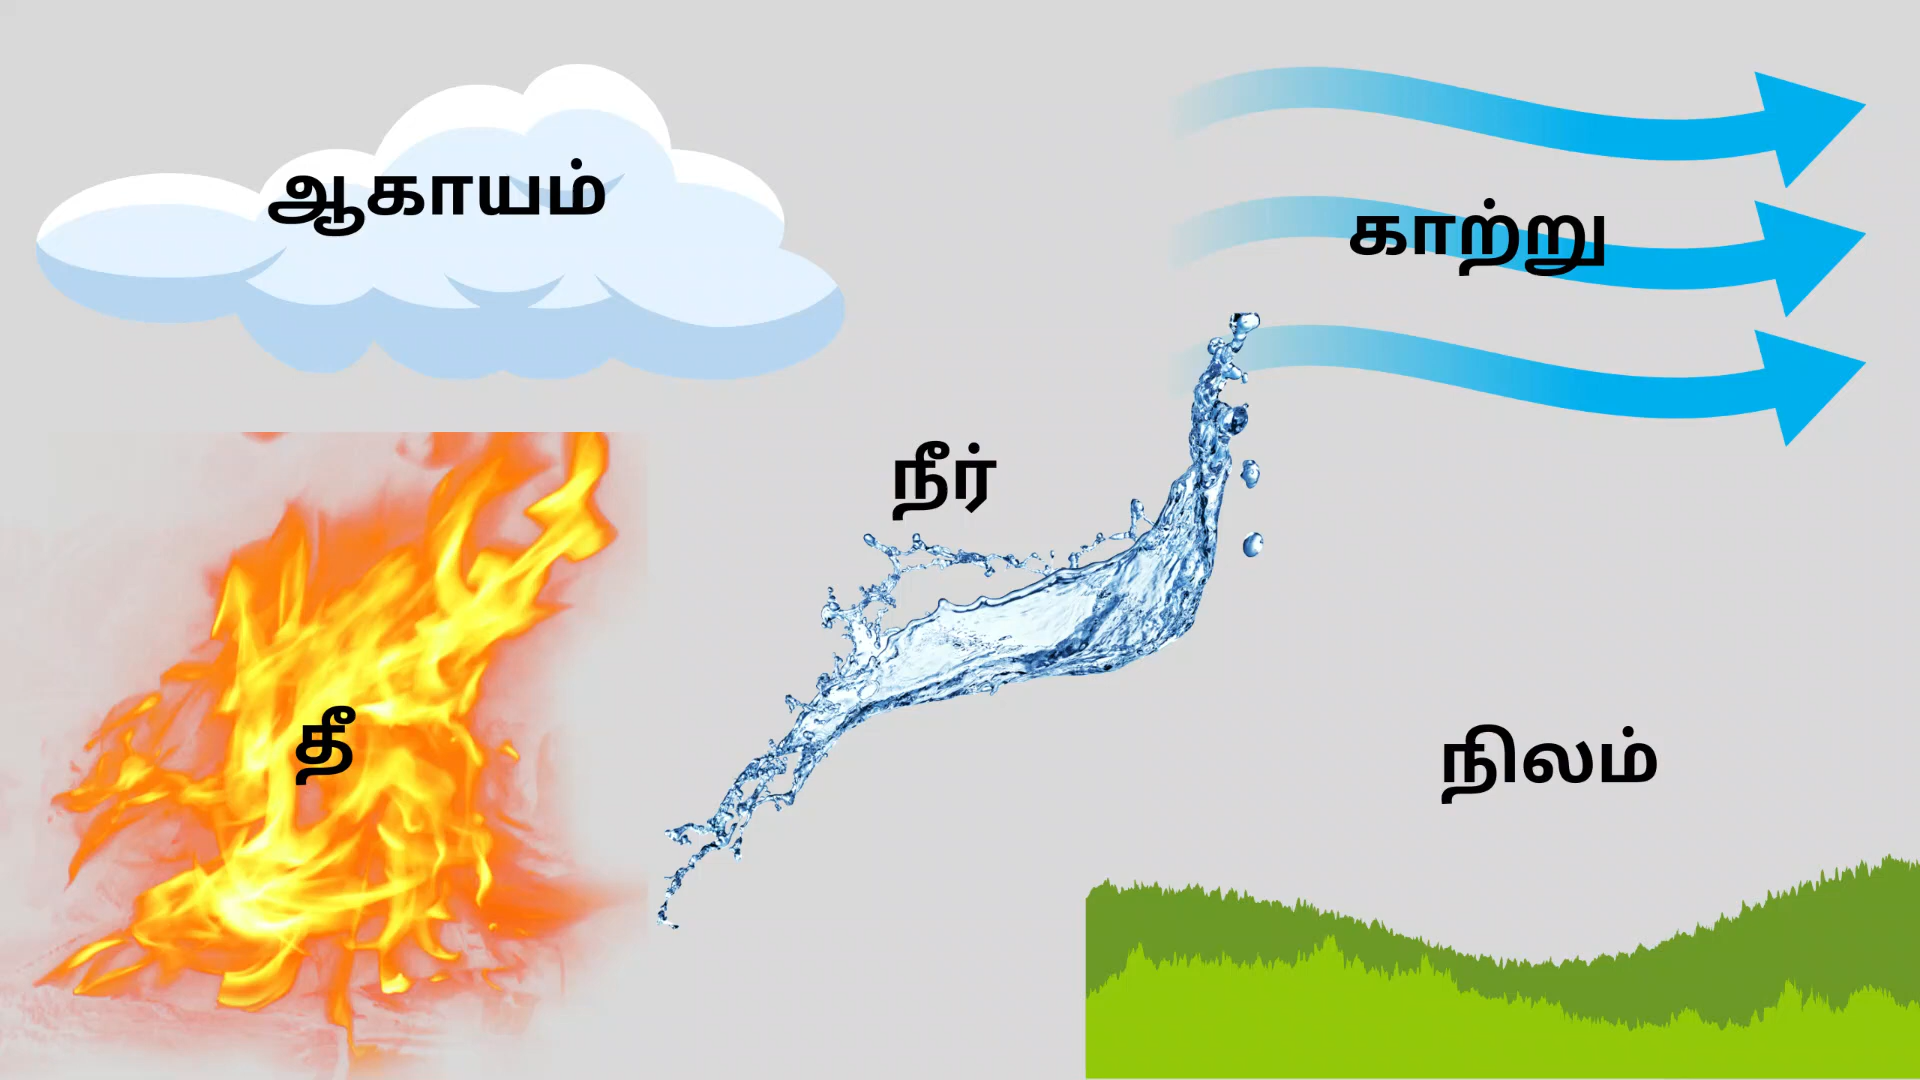 ஆகாயம்
காற்று
நீர்
தீ
நிலம்